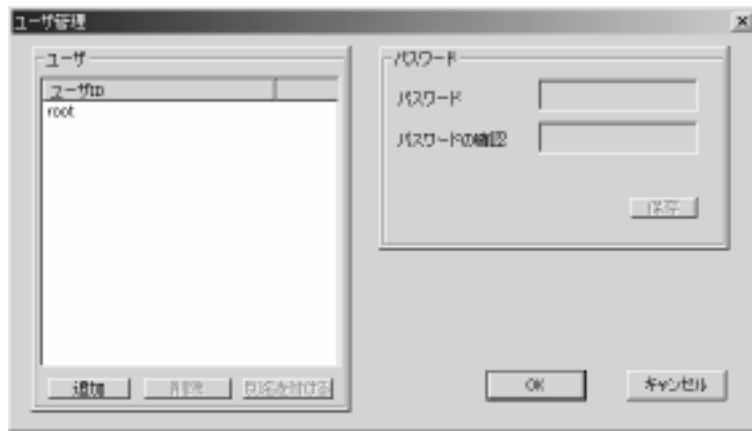 ユーザ管理
ユーザ
ユーザID
root
追加
削除
別名を付ける
パスワード
パスワード
パスワードの確認
保存
OK
キャンセル